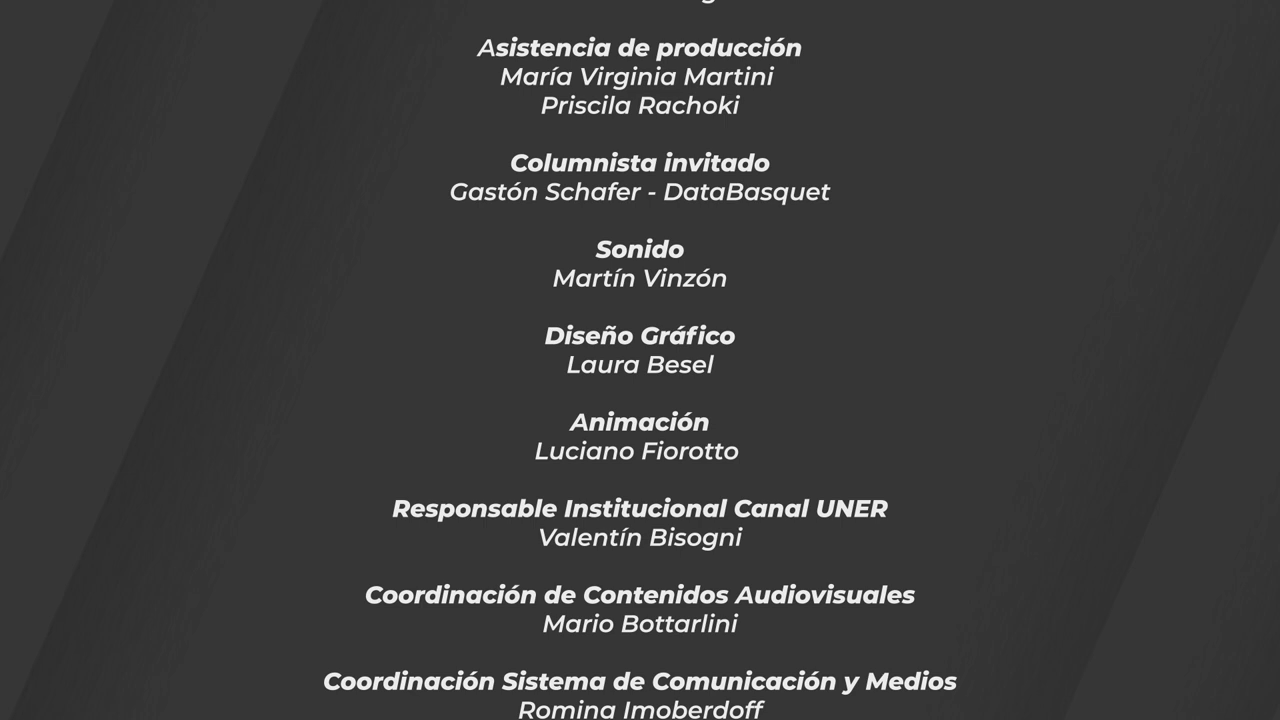 Asistencia de producción
María Virginia Martini
Priscila Rachoki
Columnista invitado
Gastón Schafer - DataBasquet
Sonido
Martín Vinzón
Diseño Gráfico
Laura Besel
Animación
Luciano Fiorotto
Responsable Institucional Canal UNER
Valentín Bisogni
Coordinación de Contenidos Audiovisuales
Mario Bottarlini
Coordinación Sistema de Comunicación y Medios
Romina Imoberdoff